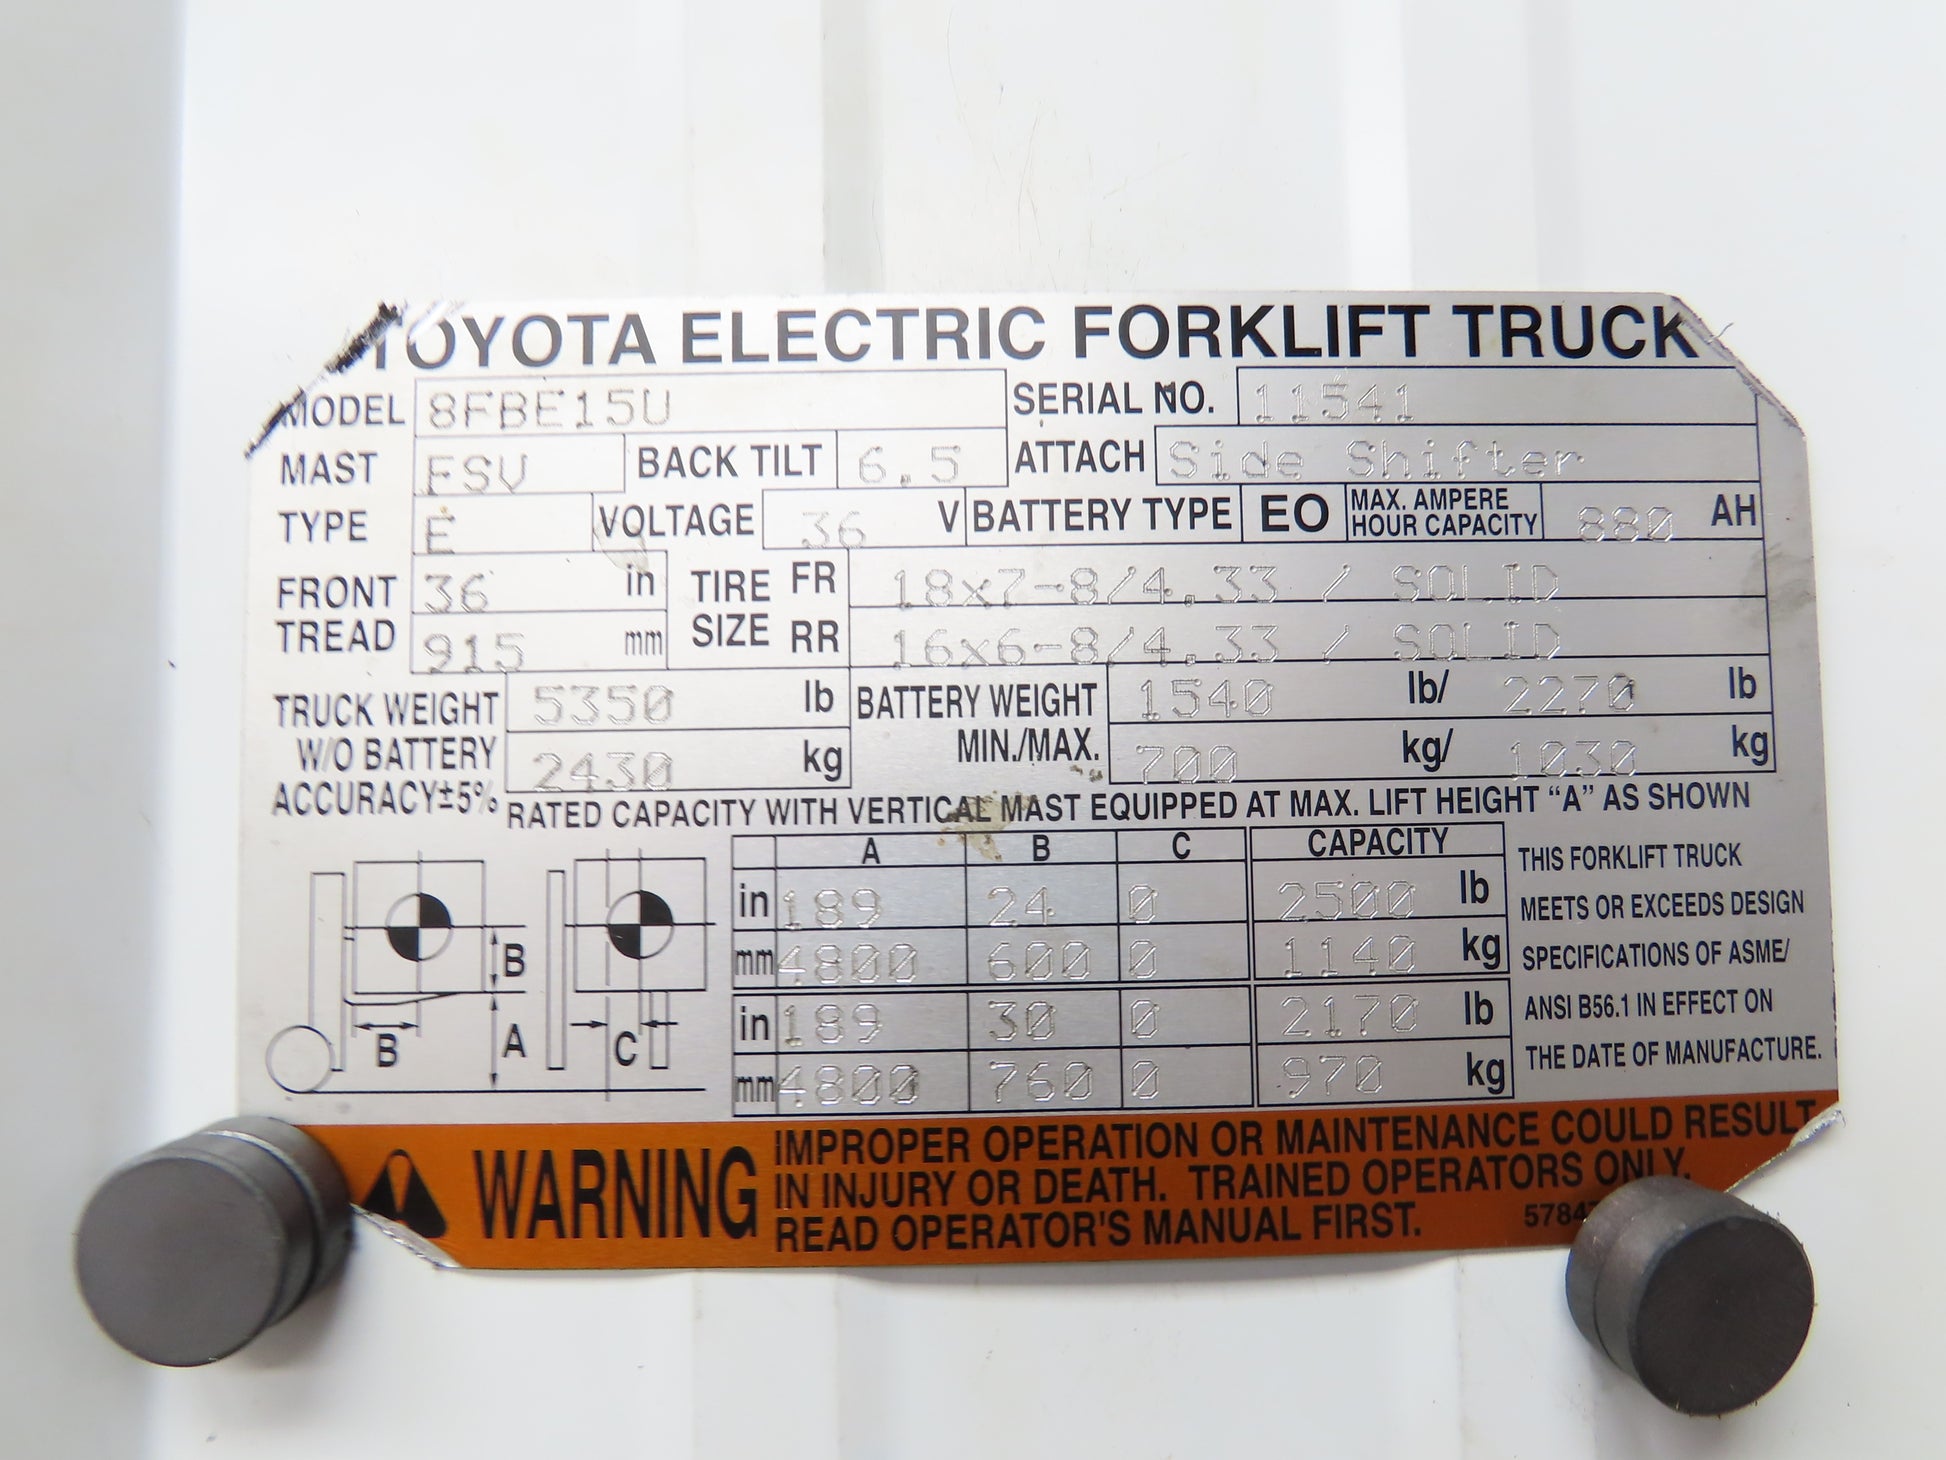 TOYOTA ELECTRIC FORKLIFT TRUCK
MODEL 8FBE15U SERIAL NO. 11541
MAST FSV BACK TILT 6.5 ATTACH Side Shifter
TYPE E VOLTAGE 36 V BATTERY TYPE EO MAX. AMPERE HOUR CAPACITY 880 AH
FRONT TREAD 36 in TIRE SIZE FR 18x7-8/4.33 / SOLID
915 mm RR 16x6-8/4.33 / SOLID
TRUCK WEIGHT W/O BATTERY ACCURACY±5% 5350 lb BATTERY WEIGHT MIN./MAX. 1540 lb/ 2270 lb
2430 kg 700 kg/ 1030 kg
RATED CAPACITY WITH VERTICAL MAST EQUIPPED AT MAX. LIFT HEIGHT “A” AS SHOWN
A B C CAPACITY
in 189 24 0 2500 lb
mm 4800 600 0 1140 kg
in 189 30 0 2170 lb
mm 4800 760 0 970 kg
B
B A C
THIS FORKLIFT TRUCK
MEETS OR EXCEEDS DESIGN
SPECIFICATIONS OF ASME/
ANSI B56.1 IN EFFECT ON
THE DATE OF MANUFACTURE.
WARNING
IMPROPER OPERATION OR MAINTENANCE COULD RESULT
IN INJURY OR DEATH. TRAINED OPERATORS ONLY.
READ OPERATOR'S MANUAL FIRST.